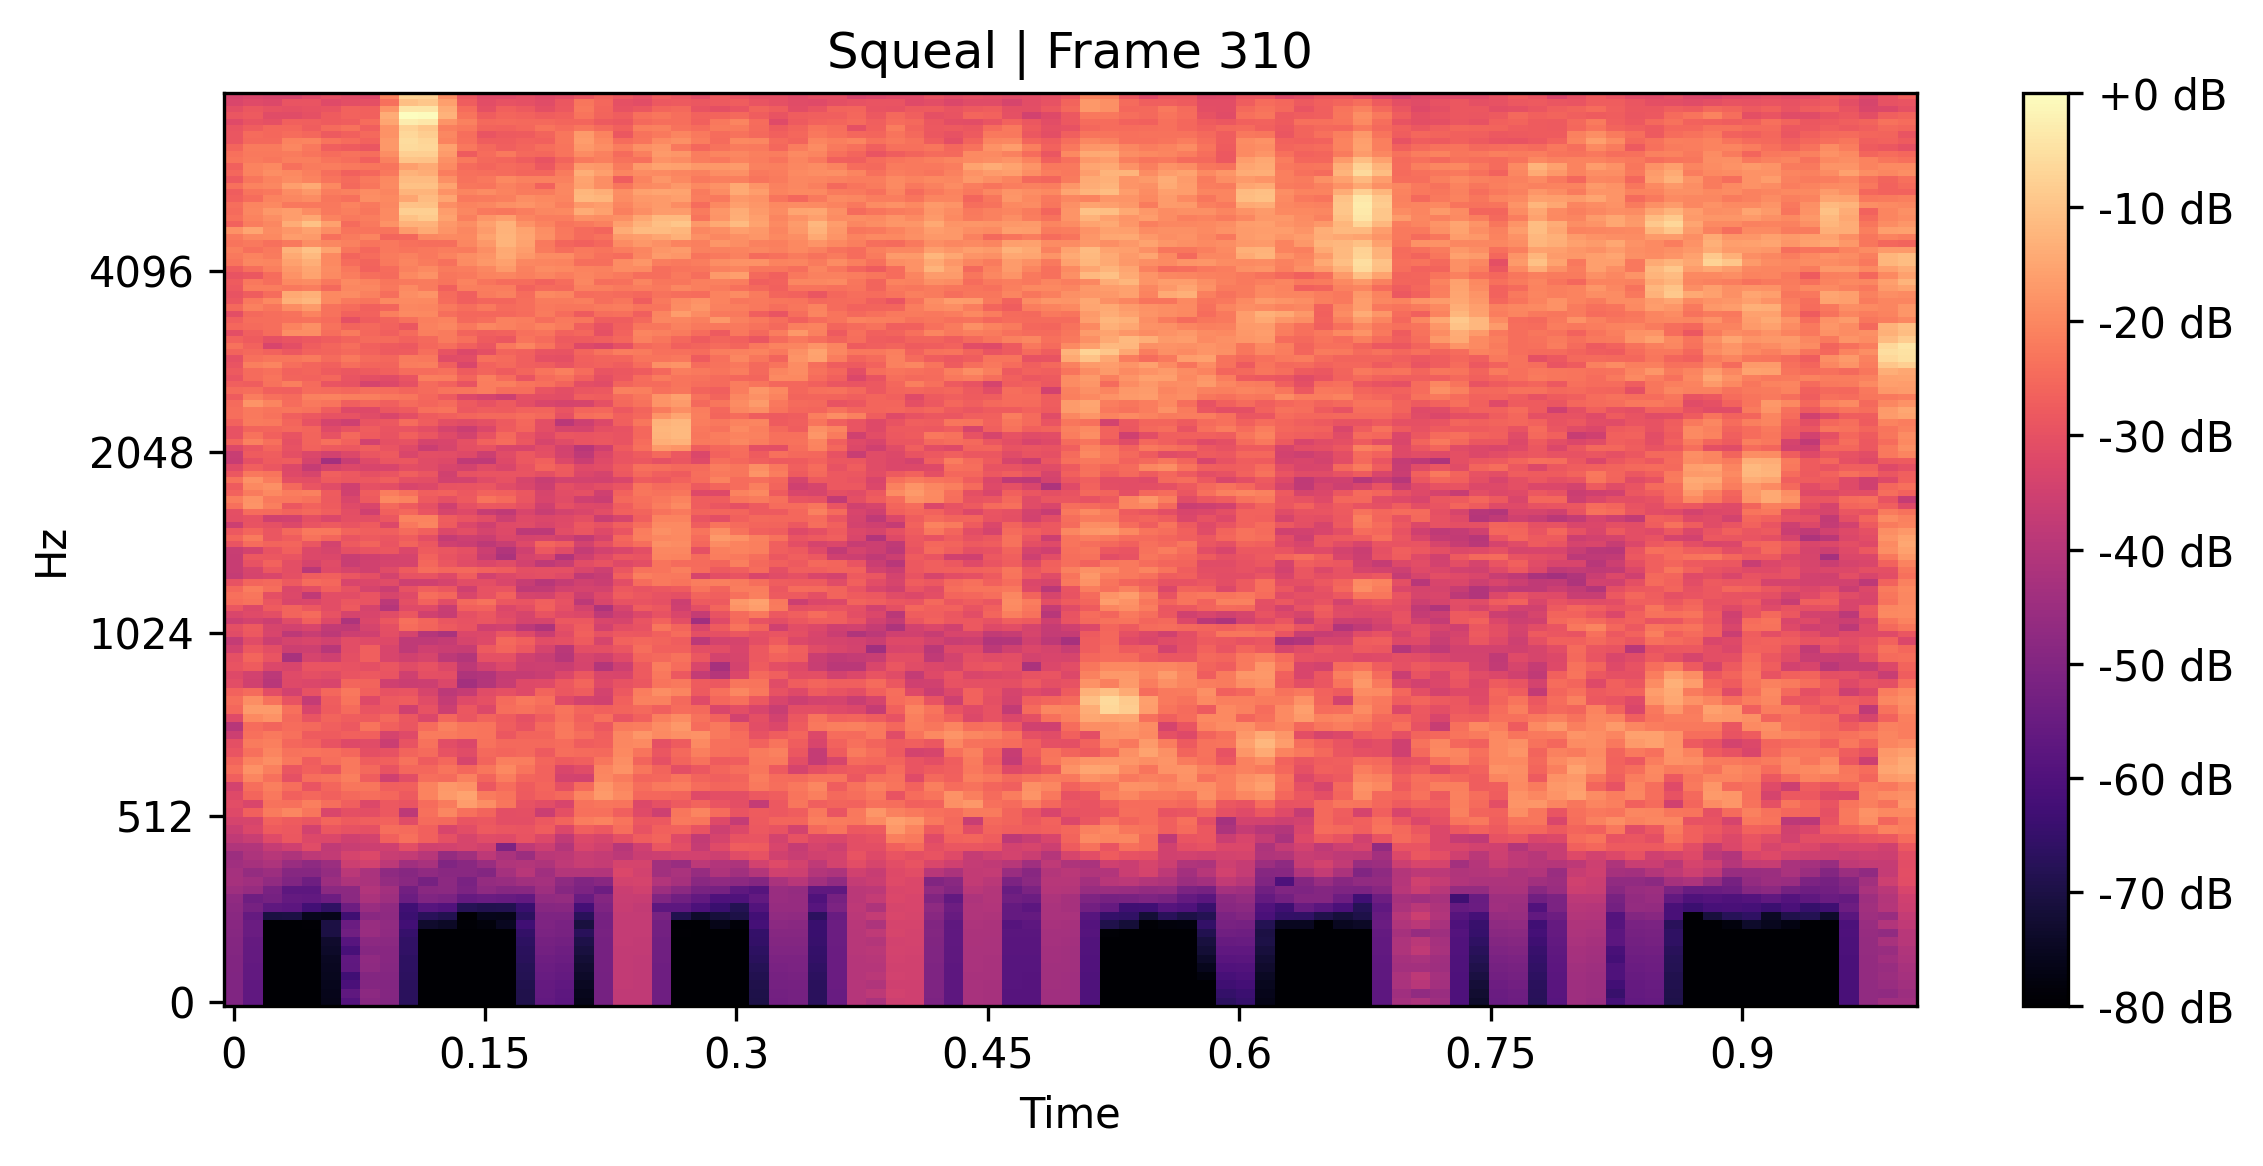 Squeal | Frame 310
+0 dB
-10 dB
-20 dB
-30 dB
-40 dB
-50 dB
-60 dB
-70 dB
-80 dB
Hz
4096
2048
1024
512
0
0 0.15 0.3 0.45 0.6 0.75 0.9
Time